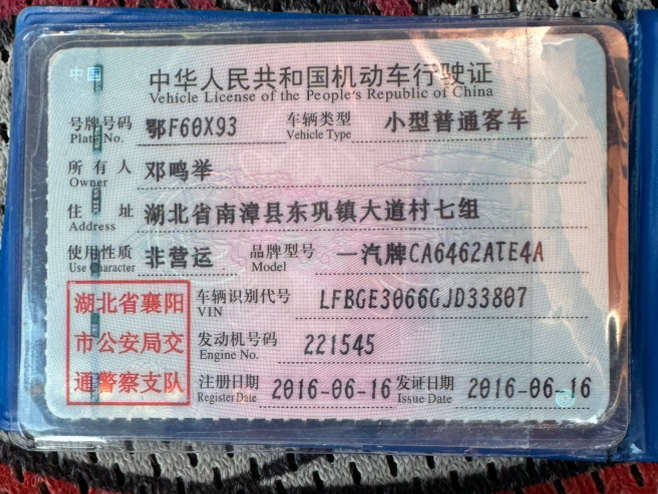 中国
中华人民共和国机动车行驶证
Vehicle License of the People's Republic of China
号牌号码 鄂F60X93 车辆类型 小型普通客车
Plate No. Vehicle Type
所有人 邓鸣举
Owner
住址 湖北省南漳县东巩镇大道村七组
Address
使用性质 非营运 品牌型号 一汽牌CA6462ATE4A
Use Character Model
湖北省襄阳
市公安局交
通警察支队
车辆识别代号 LFBGE3066GJD33807
VIN
发动机号码 221545
Engine No.
注册日期 2016-06-16 发证日期 2016-06-16
Register Date Issue Date